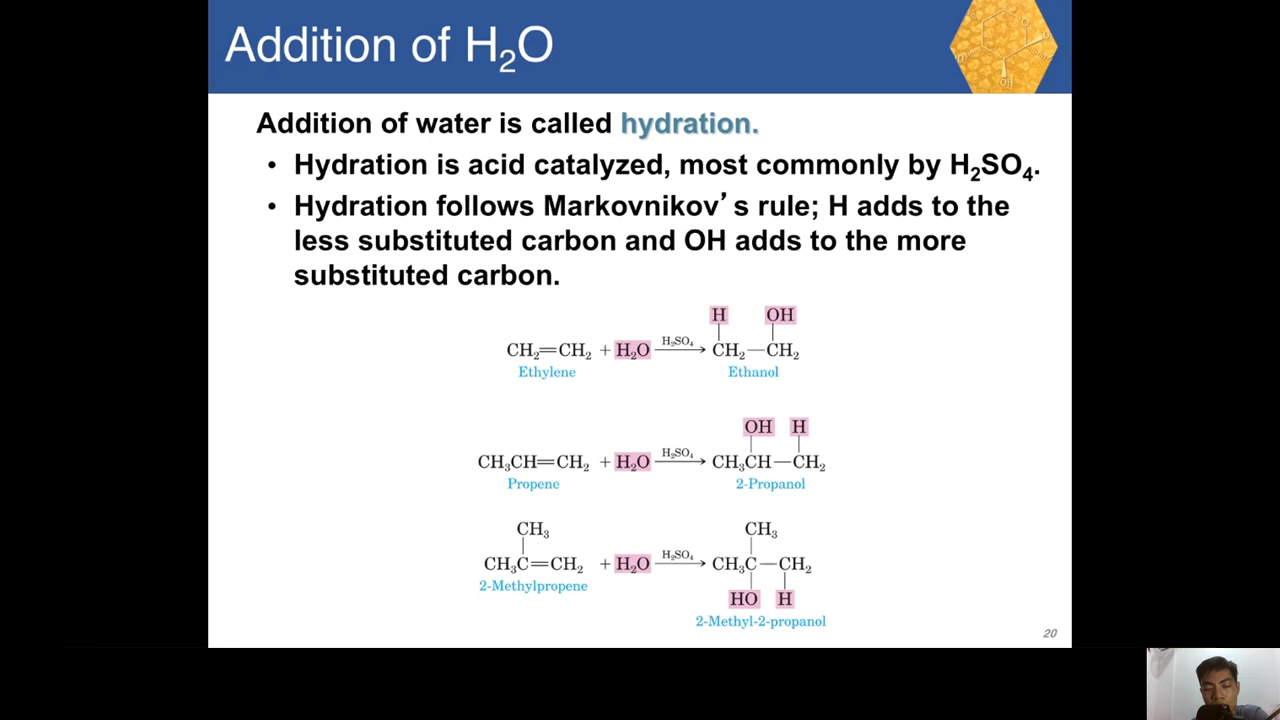 Addition of H₂O
Addition of water is called hydration.
• Hydration is acid catalyzed, most commonly by H₂SO₄.
• Hydration follows Markovnikov’s rule; H adds to the
less substituted carbon and OH adds to the more
substituted carbon.
H OH
CH₂=CH₂ + H₂O H₂SO₄ → CH₂—CH₂
Ethylene Ethanol
OH H
CH₃CH=CH₂ + H₂O H₂SO₄ → CH₃CH—CH₂
Propene 2-Propanol
CH₃ CH₃
CH₃C=CH₂ + H₂O H₂SO₄ → CH₃C—CH₂
2-Methylpropene HO H
2-Methyl-2-propanol
20
O
OH